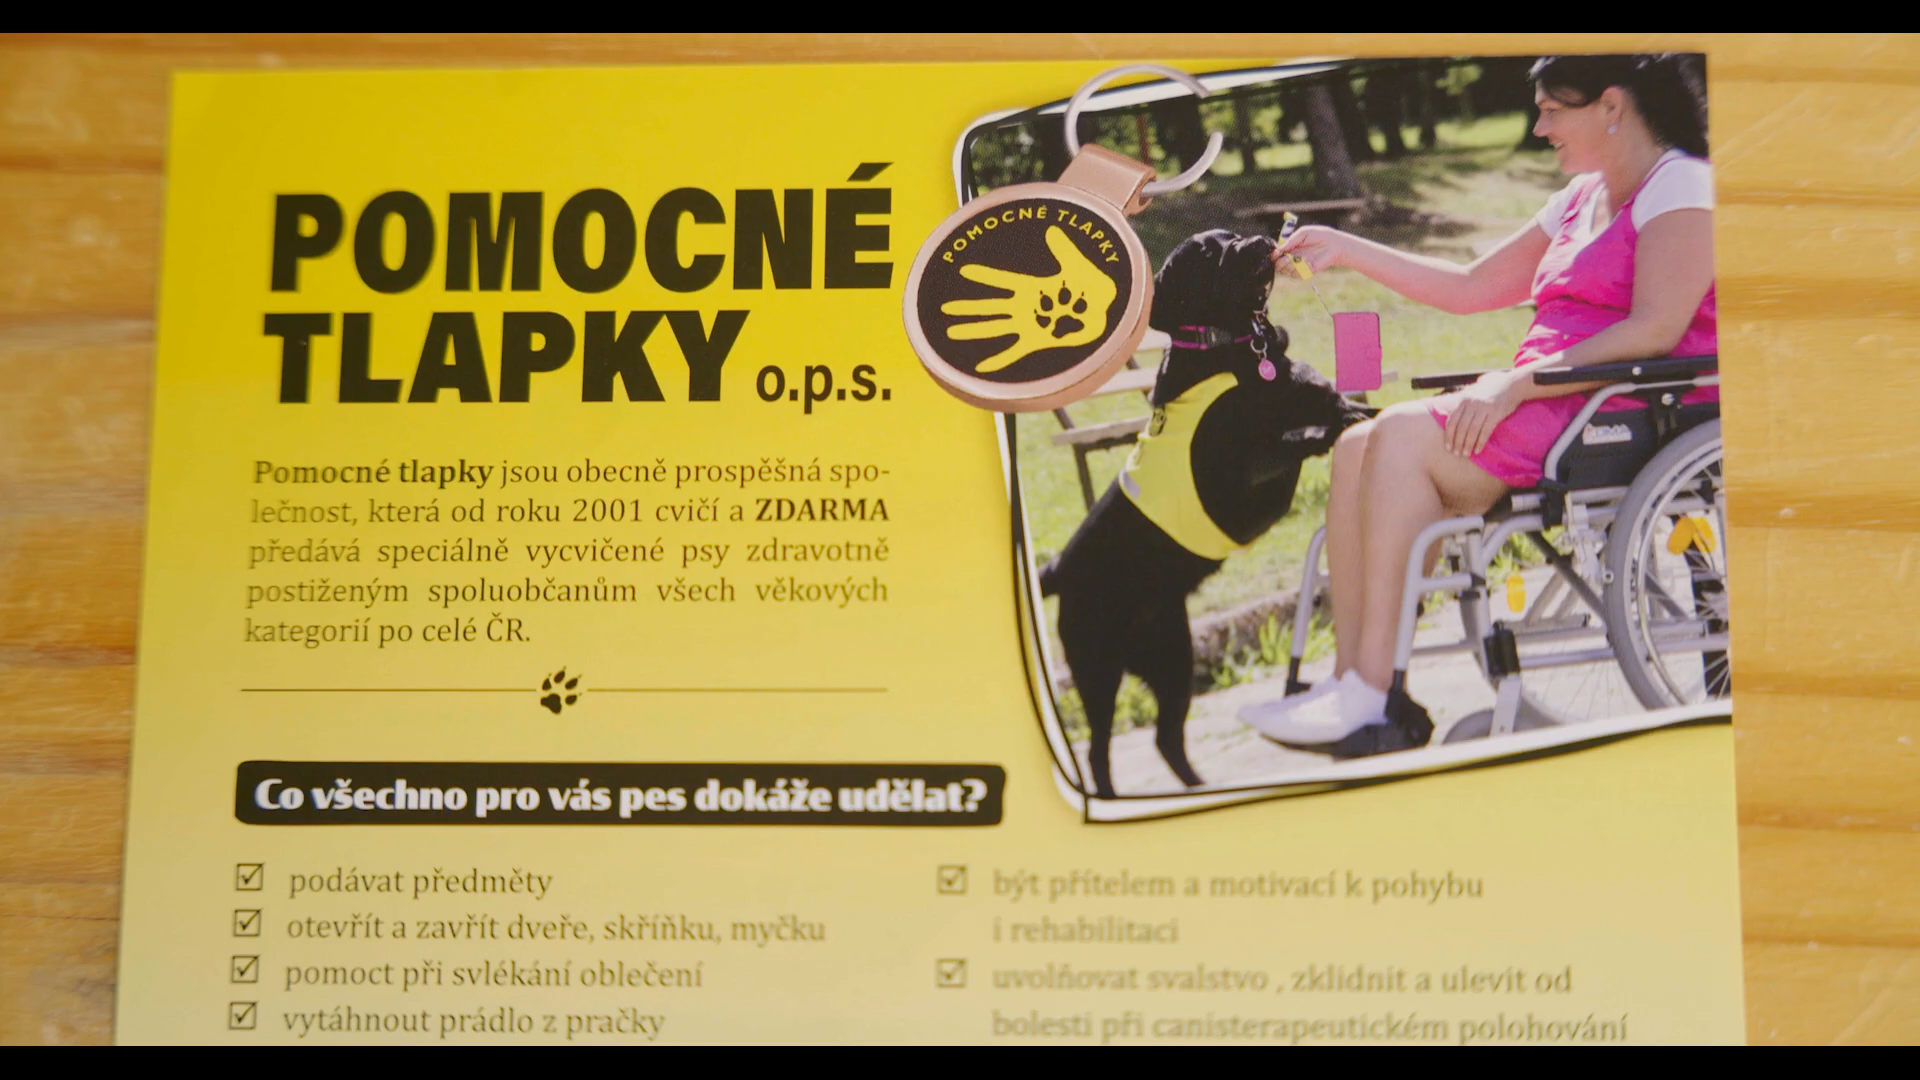 POMOCNÉ
TLAPKY o.p.s.
POMOCNÉ TLAPKY
Pomocné tlapky jsou obecně prospěšná spo-
lečnost, která od roku 2001 cvičí a ZDARMA
předává speciálně vycvičené psy zdravotně
postiženým spoluobčanům všech věkových
kategorií po celé ČR.
Co všechno pro vás pes dokáže udělat?
podávat předměty
otevřít a zavřít dveře, skříňku, myčku
pomoct při svlékání oblečení
vytáhnout prádlo z pračky
být přítelem a motivací k pohybu
i rehabilitaci
uvolňovat svalstvo , zklidnit a ulevit od
bolesti při canisterapeutickém polohování